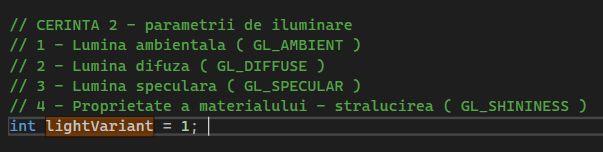 // CERINTA 2 - parametrii de iluminare
// 1 - Lumina ambientala ( GL_AMBIENT )
// 2 - Lumina difuza ( GL_DIFFUSE )
// 3 - Lumina speculara ( GL_SPECULAR )
// 4 - Proprietate a materialului - stralucirea ( GL_SHININESS )
int lightVariant = 1;